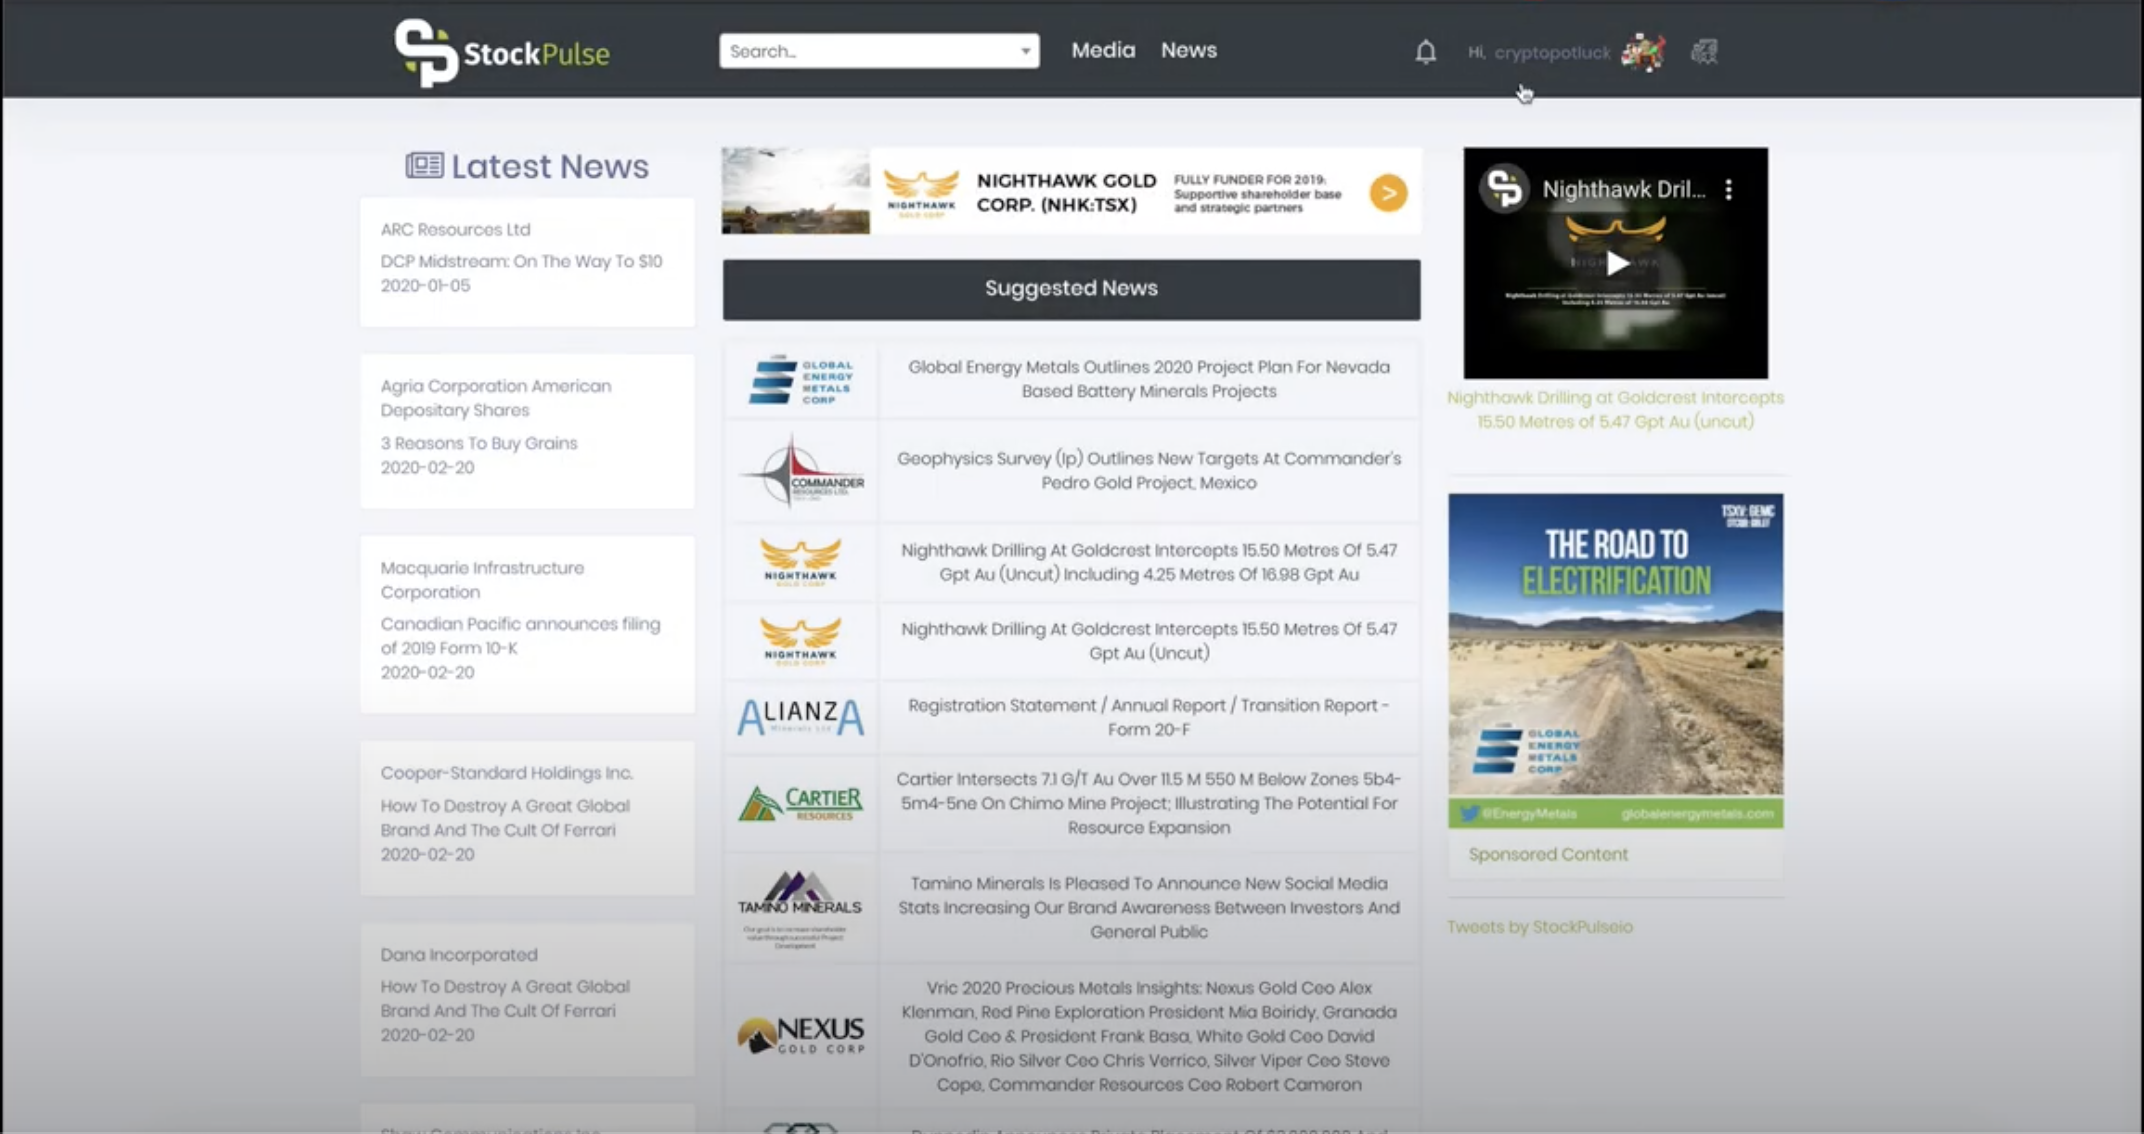 StockPulse
Search...
Media
News
Hi, cryptopotluck
Latest News
ARC Resources Ltd
DCP Midstream: On The Way To $10
2020-01-05
Agria Corporation American
Depositary Shares
3 Reasons To Buy Grains
2020-02-20
Macquarie Infrastructure
Corporation
Canadian Pacific announces filing
of 2019 Form 10-K
2020-02-20
Cooper-Standard Holdings Inc.
How To Destroy A Great Global
Brand And The Cult Of Ferrari
2020-02-20
Dana Incorporated
How To Destroy A Great Global
Brand And The Cult Of Ferrari
2020-02-20
NIGHTHAWK
GOLD CORP
NIGHTHAWK GOLD
CORP. (NHK:TSX)
FULLY FUNDER FOR 2019:
Supportive shareholder base
and strategic partners
Suggested News
GLOBAL
ENERGY
METALS
CORP
Global Energy Metals Outlines 2020 Project Plan For Nevada
Based Battery Minerals Projects
COMMANDER
RESOURCES LTD.
Geophysics Survey (Ip) Outlines New Targets At Commander's
Pedro Gold Project, Mexico
NIGHTHAWK
GOLD CORP
Nighthawk Drilling At Goldcrest Intercepts 15.50 Metres Of 5.47
Gpt Au (Uncut) Including 4.25 Metres Of 16.98 Gpt Au
NIGHTHAWK
GOLD CORP
Nighthawk Drilling At Goldcrest Intercepts 15.50 Metres Of 5.47
Gpt Au (Uncut)
ALIANZA
Minerals Ltd
Registration Statement / Annual Report / Transition Report -
Form 20-F
CARTIER
RESOURCES
Cartier Intersects 7.1 G/T Au Over 11.5 M 550 M Below Zones 5b4-
5m4-5ne On Chimo Mine Project; Illustrating The Potential For
Resource Expansion
TAMINO MINERALS
Tamino Minerals Is Pleased To Announce New Social Media
Stats Increasing Our Brand Awareness Between Investors And
General Public
NEXUS
GOLD CORP
Vric 2020 Precious Metals Insights: Nexus Gold Ceo Alex
Klenman, Red Pine Exploration President Mia Boiridy, Granada
Gold Ceo & President Frank Basa, White Gold Ceo David
D'Onofrio, Rio Silver Ceo Chris Verrico, Silver Viper Ceo Steve
Cope, Commander Resources Ceo Robert Cameron
Nighthawk Dril...
NIGHTHAWK
Nighthawk Drilling at Goldcrest Intercepts
15.50 Metres of 5.47 Gpt Au (uncut)
TSXV: GEMC
THE ROAD TO
ELECTRIFICATION
GLOBAL
ENERGY
METALS
CORP
@EnergyMetals
globalenergymetals.com
Sponsored Content
Tweets by StockPulseio